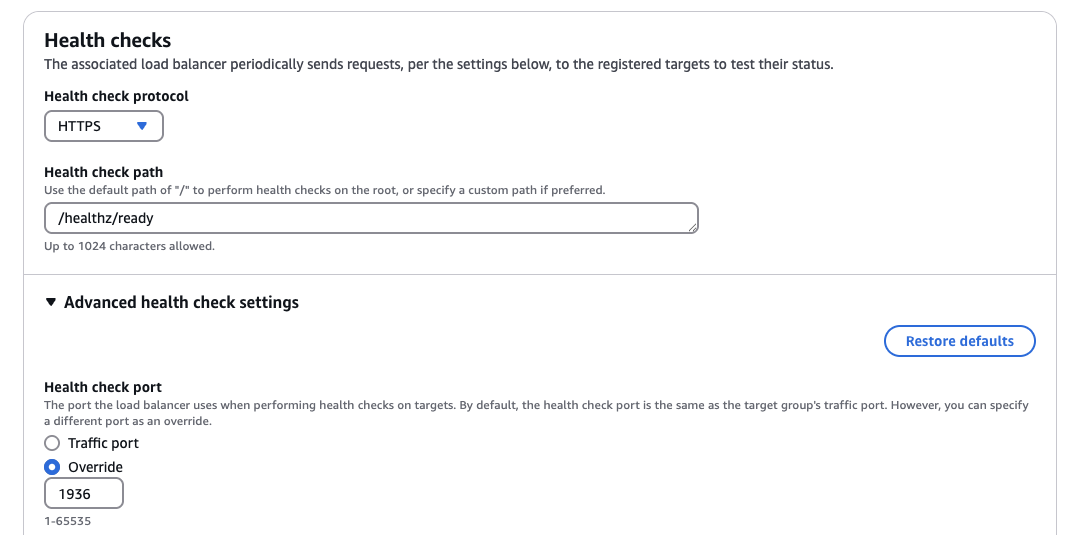 Health checks
The associated load balancer periodically sends requests, per the settings below, to the registered targets to test their status.
Health check protocol
HTTPS
Health check path
Use the default path of "/" to perform health checks on the root, or specify a custom path if preferred.
/healthz/ready
Up to 1024 characters allowed.
Advanced health check settings
Restore defaults
Health check port
The port the load balancer uses when performing health checks on targets. By default, the health check port is the same as the target group's traffic port. However, you can specify
a different port as an override.
Traffic port
Override
1936
1-65535